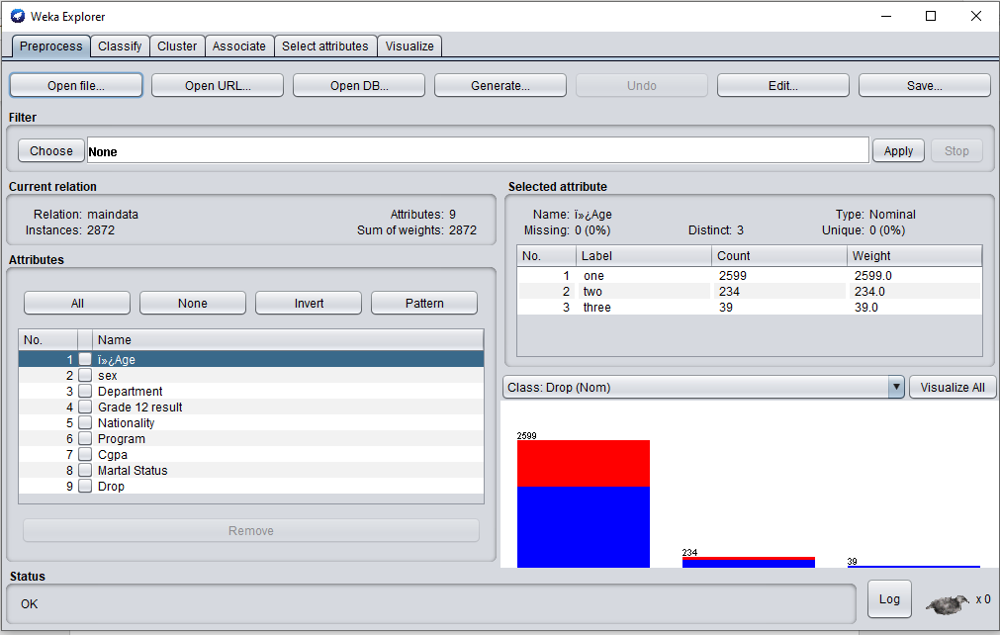 Weka Explorer
Preprocess Classify Cluster Associate Select attributes Visualize
Open file... Open URL... Open DB... Generate... Undo Edit... Save...
Filter
Choose None Apply Stop
Current relation
Relation: maindata Attributes: 9
Instances: 2872 Sum of weights: 2872
Attributes
All None Invert Pattern
No. Name
1 ï»¿Age
2 sex
3 Department
4 Grade 12 result
5 Nationality
6 Program
7 Cgpa
8 Martal Status
9 Drop
Remove
Selected attribute
Name: ï»¿Age Type: Nominal
Missing: 0 (0%) Distinct: 3 Unique: 0 (0%)
No. Label Count Weight
1 one 2599 2599.0
2 two 234 234.0
3 three 39 39.0
Class: Drop (Nom) Visualize All
2599
234
39
Status
OK
Log x 0